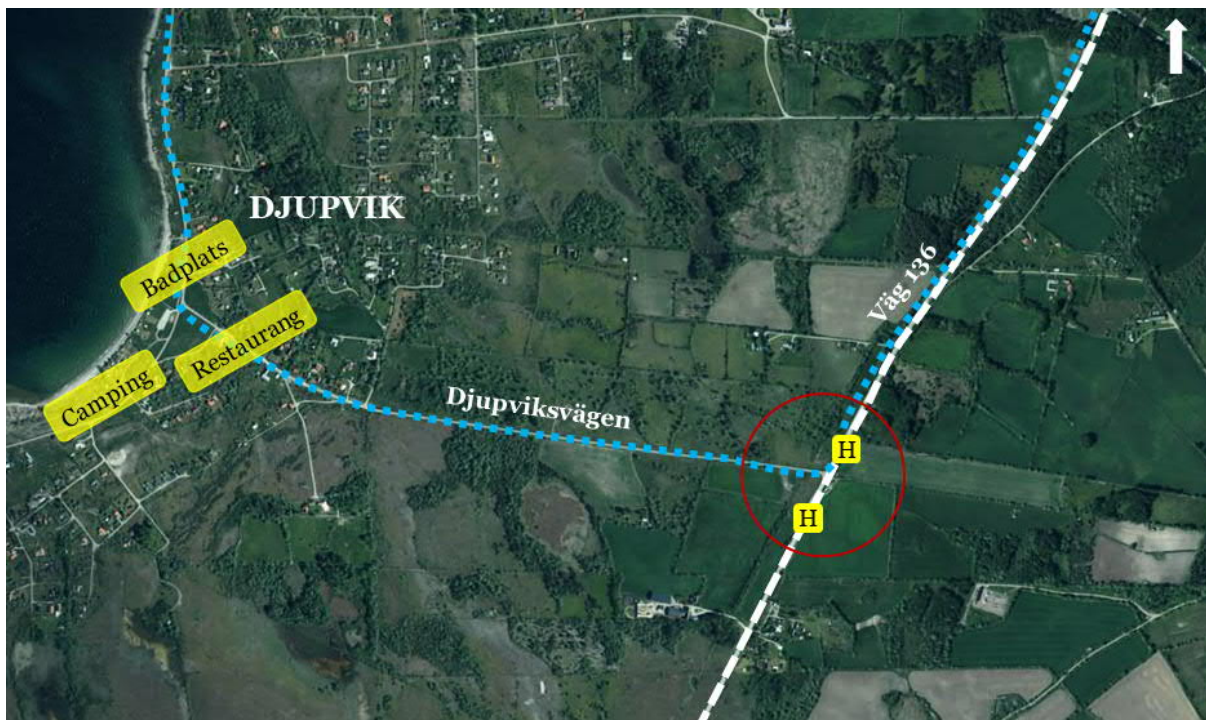 DJUPVIK
Badplats
Väg 136
Restaurang
Camping
Djupviksvägen
H
H